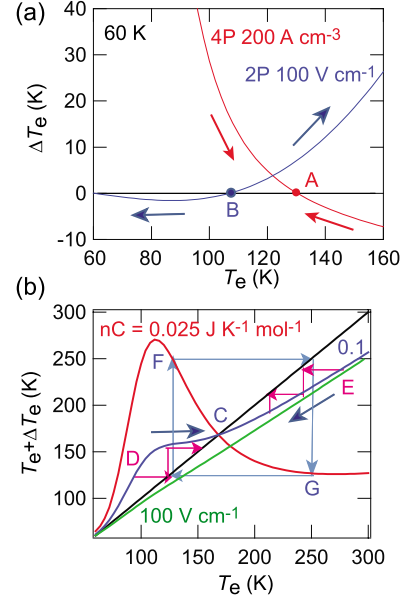 (a)
40
60 K
4P 200 A cm-3
2P 100 V cm-1
30
20
10
0
-10
ΔTe (K)
A
B
60
80
100
120
140
160
Te (K)
(b)
300
250
200
150
100
Te+ΔTe (K)
nC = 0.025 J K-1 mol-1
0.1
F
C
E
D
G
100 V cm-1
100
150
200
250
300
Te (K)